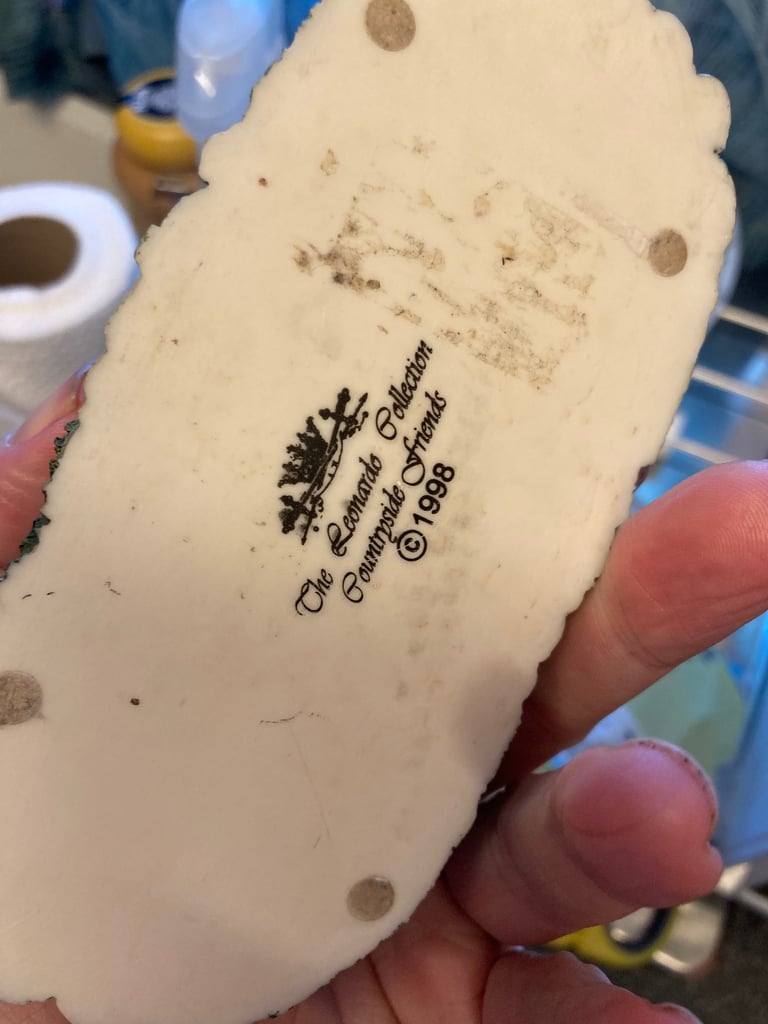 The Leonardo Collection
Countryside Friends
©1998